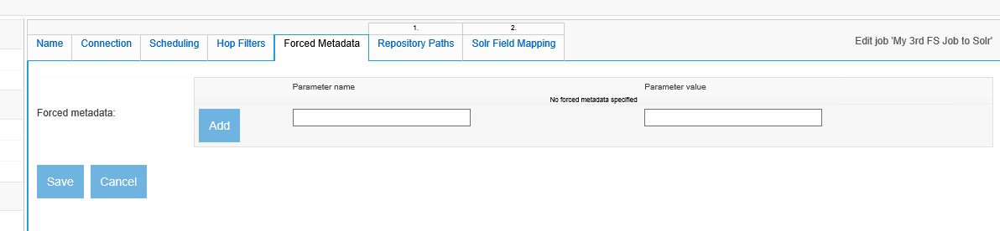 1. 2.
Name Connection Scheduling Hop Filters Forced Metadata Repository Paths Solr Field Mapping Edit job 'My 3rd FS Job to Solr'
Parameter name Parameter value
No forced metadata specified
Forced metadata:
Add
Save Cancel